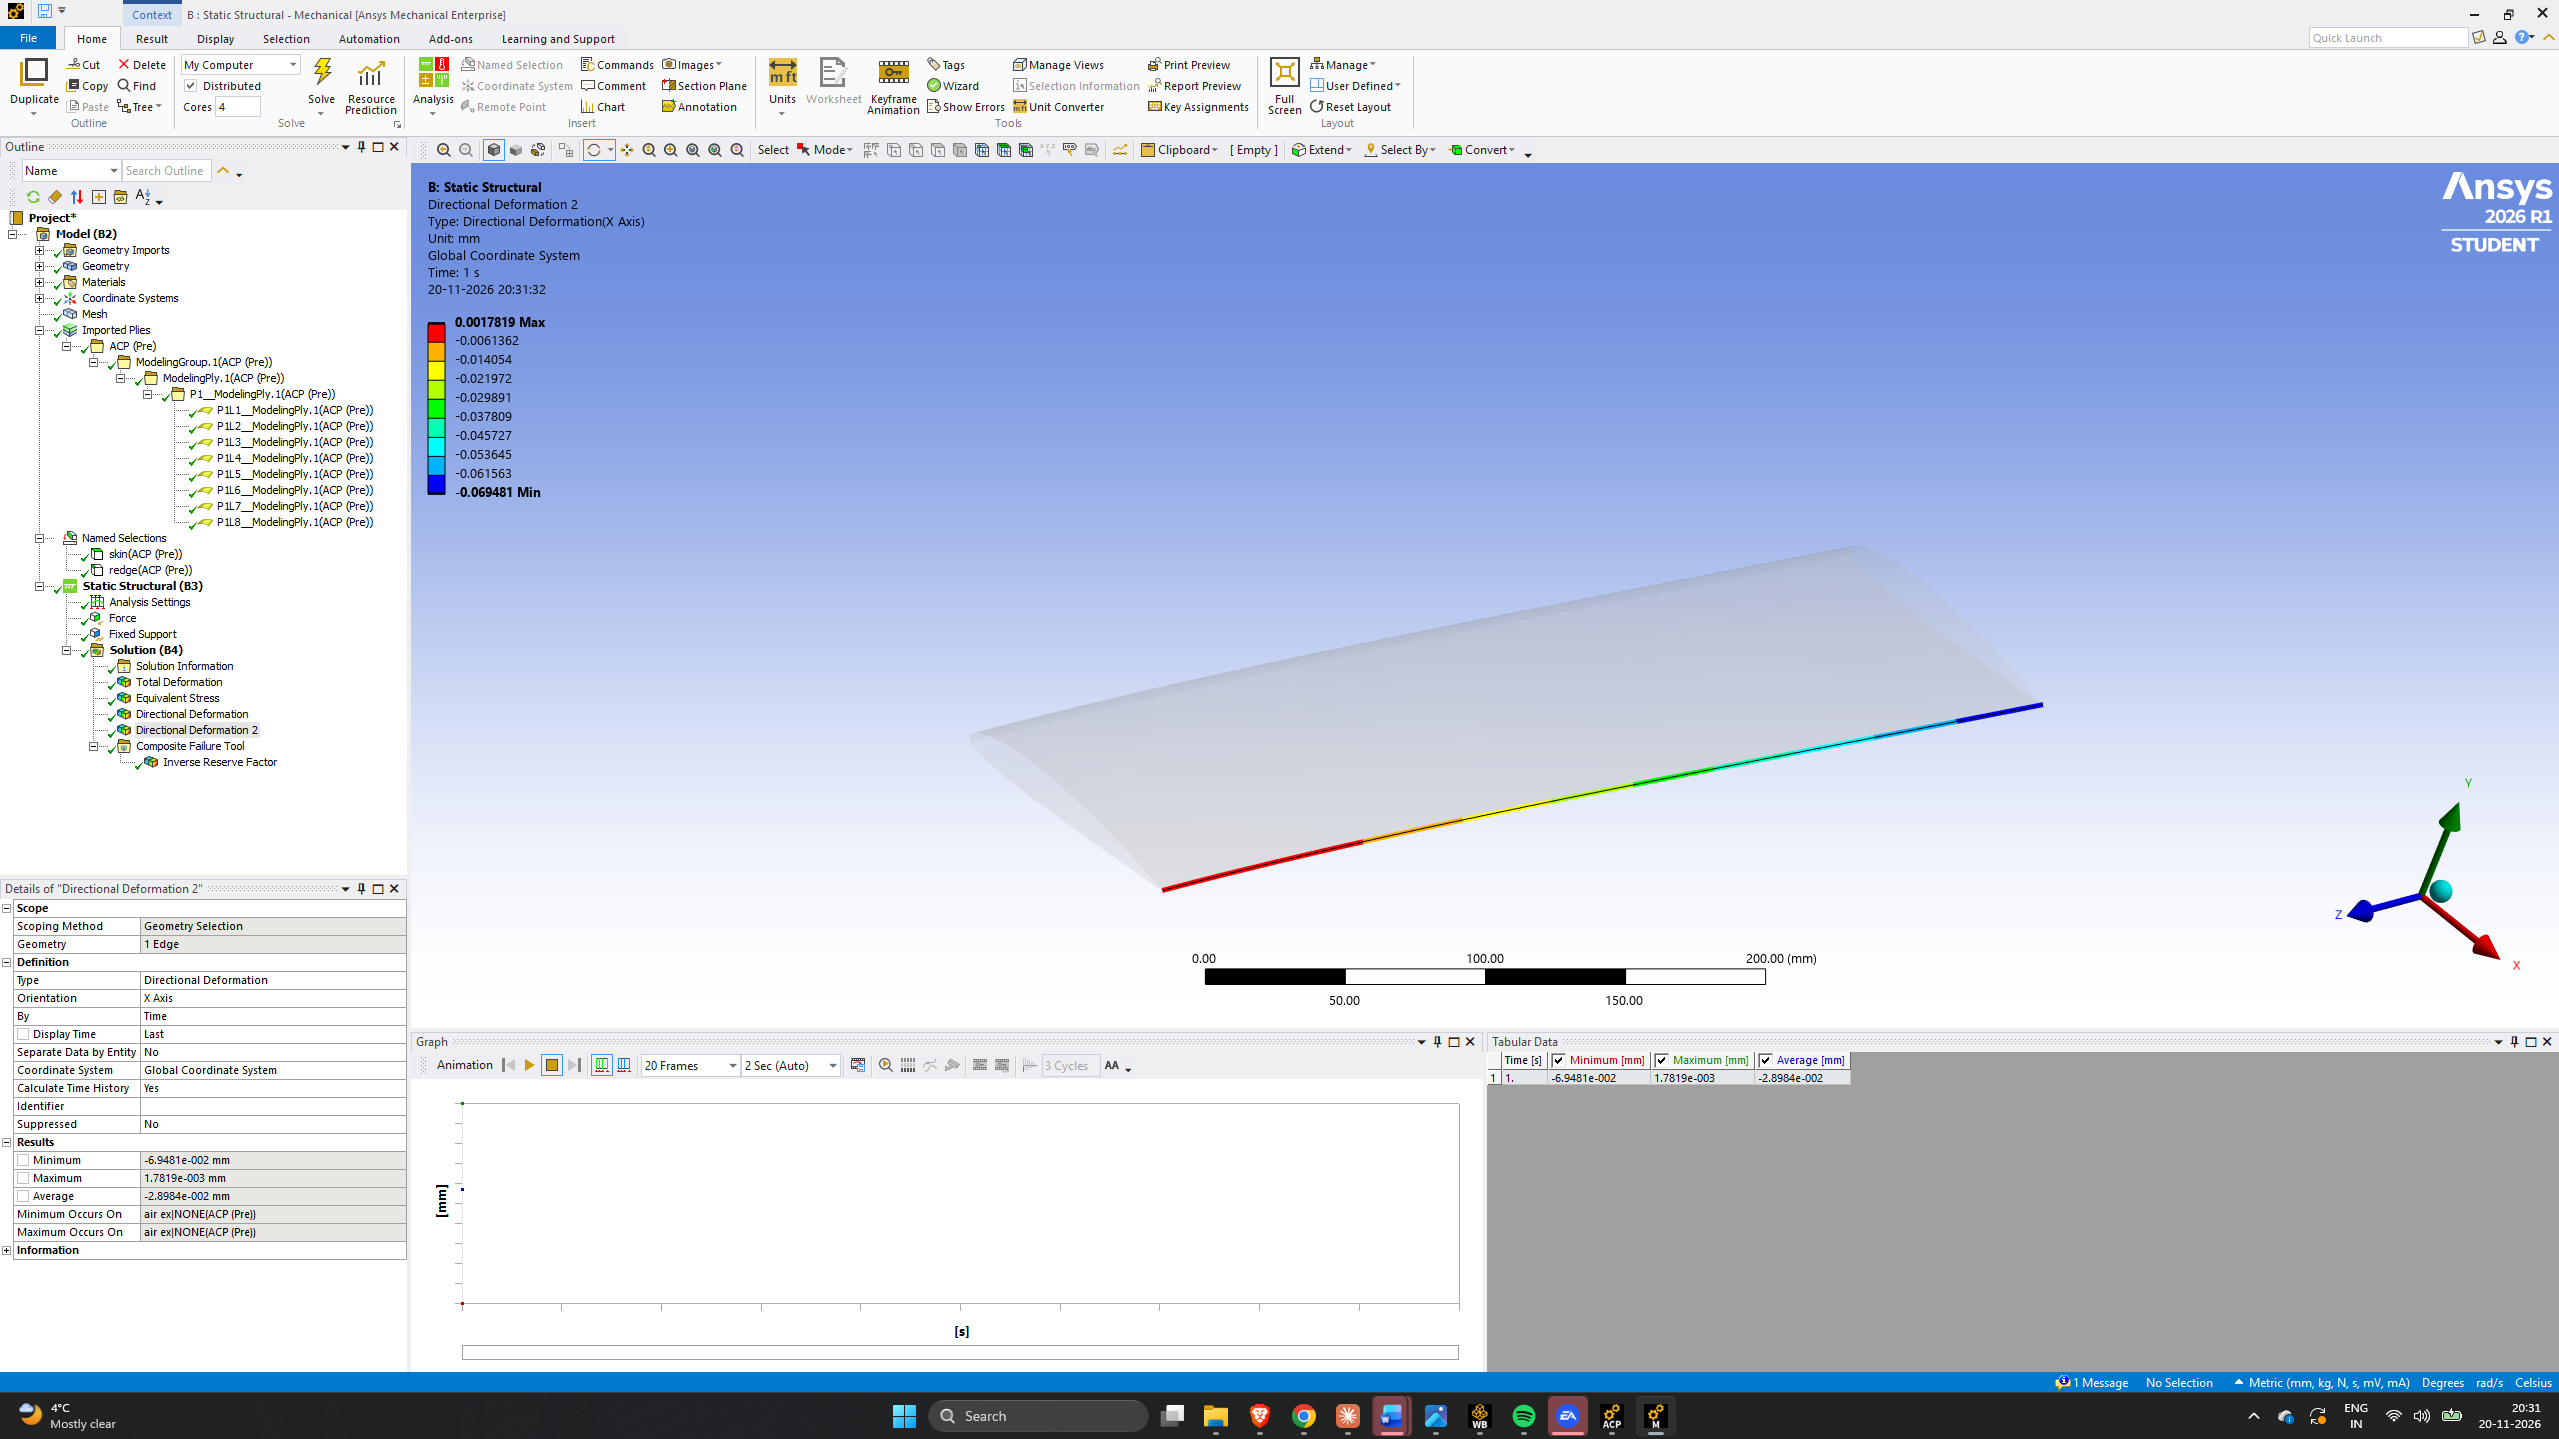 Context B : Static Structural - Mechanical [Ansys Mechanical Enterprise]
File Home Result Display Selection Automation Add-ons Learning and Support Quick Launch
Duplicate Cut Copy Paste Delete Find Tree Outline
My Computer Distributed Cores 4 Solve Resource Prediction Solve
Analysis Named Selection Coordinate System Remote Point Commands Comment Chart Images Section Plane Annotation Insert
Units Worksheet Keyframe Animation Tags Wizard Show Errors Manage Views Selection Information Unit Converter Print Preview Report Preview Key Assignments Tools
Full Screen Manage User Defined Reset Layout Layout
Outline
Name Search Outline
Select Mode Clipboard [ Empty ] Extend Select By Convert
Project*
Model (B2)
Geometry Imports
Geometry
Materials
Coordinate Systems
Mesh
Imported Plies
ACP (Pre)
ModelingGroup.1(ACP (Pre))
ModelingPly.1(ACP (Pre))
P1__ModelingPly.1(ACP (Pre))
P1L1__ModelingPly.1(ACP (Pre))
P1L2__ModelingPly.1(ACP (Pre))
P1L3__ModelingPly.1(ACP (Pre))
P1L4__ModelingPly.1(ACP (Pre))
P1L5__ModelingPly.1(ACP (Pre))
P1L6__ModelingPly.1(ACP (Pre))
P1L7__ModelingPly.1(ACP (Pre))
P1L8__ModelingPly.1(ACP (Pre))
Named Selections
skin(ACP (Pre))
redge(ACP (Pre))
Static Structural (B3)
Analysis Settings
Force
Fixed Support
Solution (B4)
Solution Information
Total Deformation
Equivalent Stress
Directional Deformation
Directional Deformation 2
Composite Failure Tool
Inverse Reserve Factor
B: Static Structural
Directional Deformation 2
Type: Directional Deformation(X Axis)
Unit: mm
Global Coordinate System
Time: 1 s
20-11-2026 20:31:32
0.0017819 Max
-0.0061362
-0.014054
-0.021972
-0.029891
-0.037809
-0.045727
-0.053645
-0.061563
-0.069481 Min
Ansys
2026 R1
STUDENT
Y
Z
X
0.00 100.00 200.00 (mm)
50.00 150.00
Details of "Directional Deformation 2"
Scope
Scoping Method Geometry Selection
Geometry 1 Edge
Definition
Type Directional Deformation
Orientation X Axis
By Time
Display Time Last
Separate Data by Entity No
Coordinate System Global Coordinate System
Calculate Time History Yes
Identifier
Suppressed No
Results
Minimum -6.9481e-002 mm
Maximum 1.7819e-003 mm
Average -2.8984e-002 mm
Minimum Occurs On air ex|NONE(ACP (Pre))
Maximum Occurs On air ex|NONE(ACP (Pre))
Information
Graph
Animation 20 Frames 2 Sec (Auto) 3 Cycles AA
[mm]
[s]
Tabular Data
Time [s] Minimum [mm] Maximum [mm] Average [mm]
1 1. -6.9481e-002 1.7819e-003 -2.8984e-002
1 Message No Selection Metric (mm, kg, N, s, mV, mA) Degrees rad/s Celsius
4°C
Mostly clear
Search
WB
EA
ACP
M
ENG
IN
20:31
20-11-2026